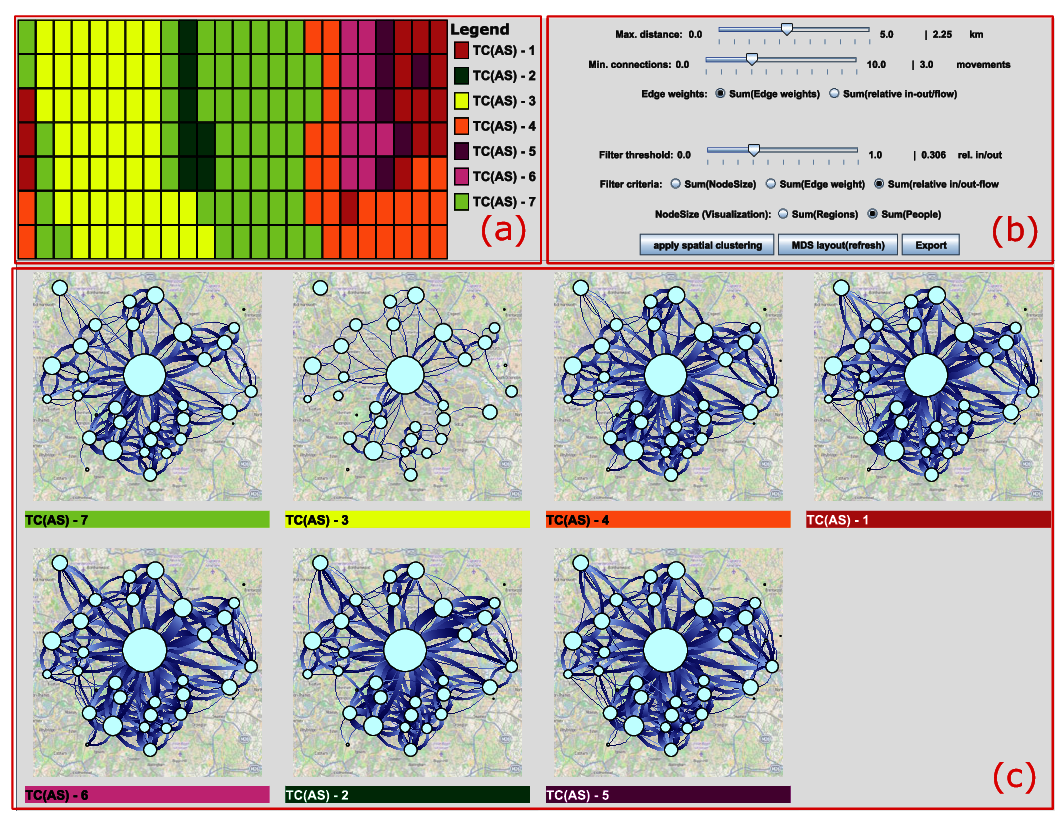 Legend
TC(AS) - 1
TC(AS) - 2
TC(AS) - 3
TC(AS) - 4
TC(AS) - 5
TC(AS) - 6
TC(AS) - 7
(a)
Max. distance: 0.0 5.0 | 2.25 km
Min. connections: 0.0 10.0 | 3.0 movements
Edge weights: Sum(Edge weights) Sum(relative in-out/flow)
Filter threshold: 0.0 1.0 | 0.306 rel. in/out
Filter criteria: Sum(NodeSize) Sum(Edge weight) Sum(relative in/out-flow
NodeSize (Visualization): Sum(Regions) Sum(People)
apply spatial clustering MDS layout(refresh) Export
(b)
TC(AS) - 7 TC(AS) - 3 TC(AS) - 4 TC(AS) - 1
TC(AS) - 6 TC(AS) - 2 TC(AS) - 5
(c)